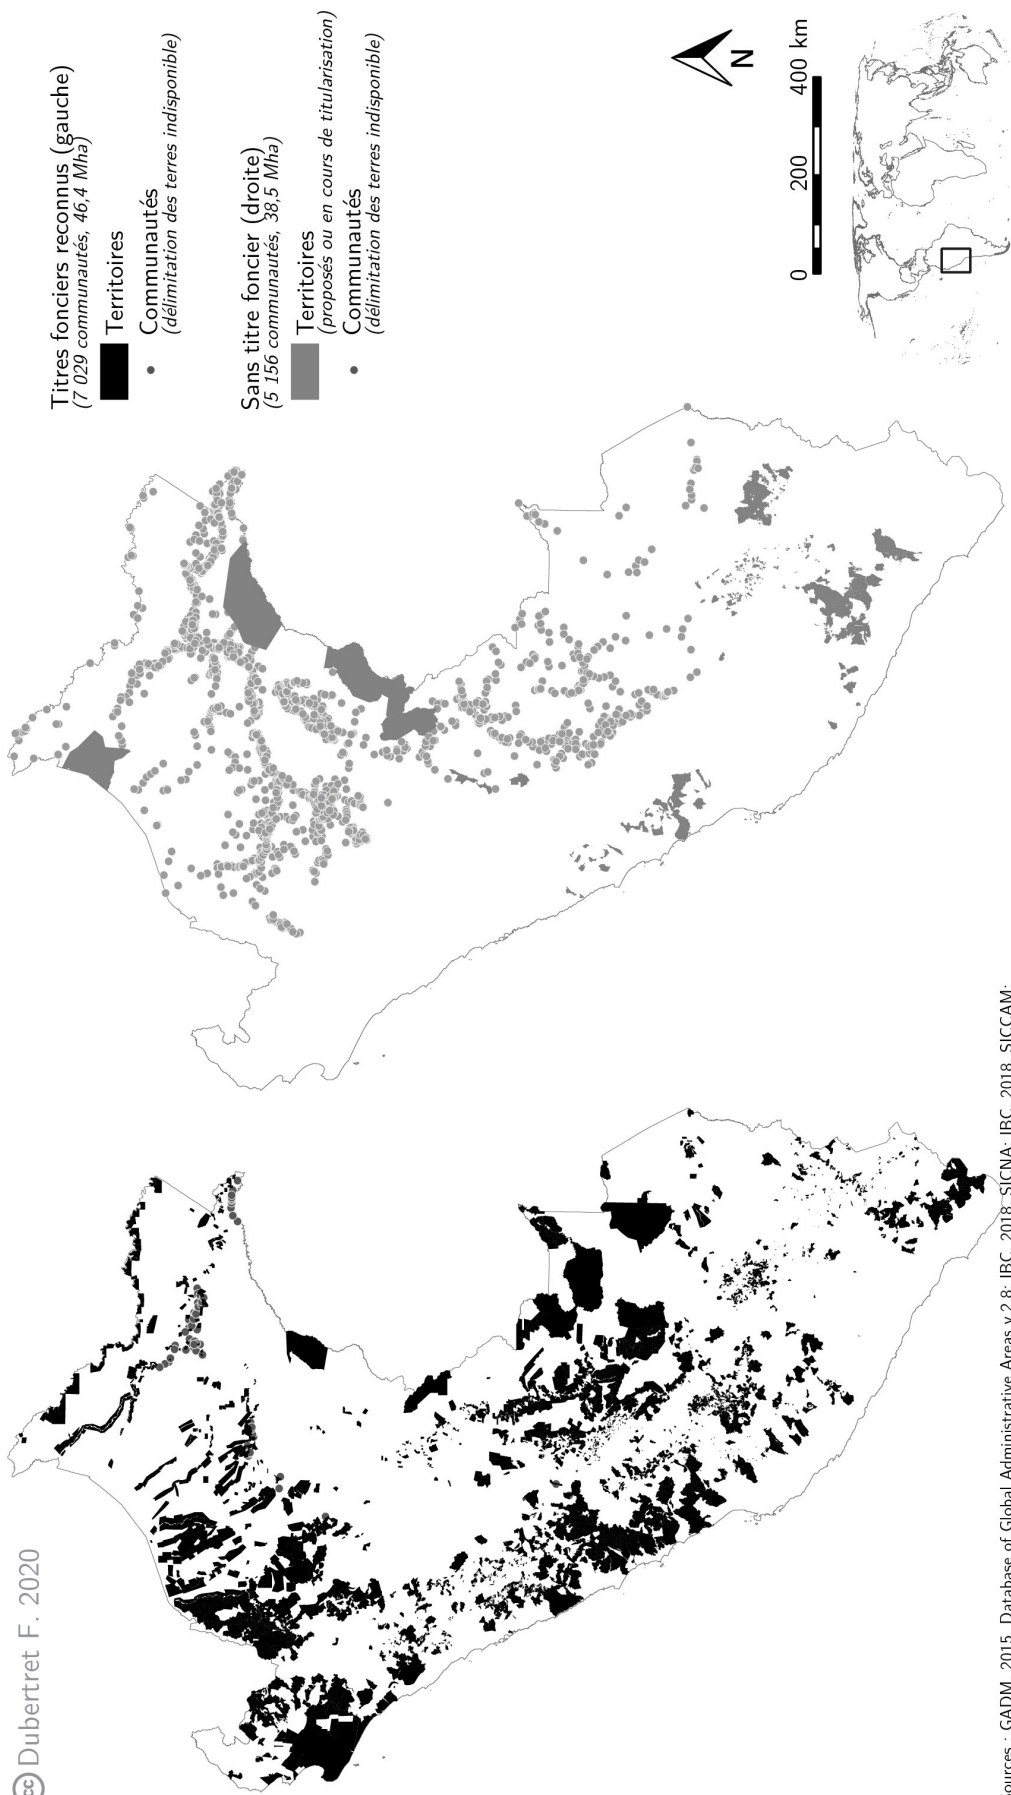 Dubertret F. 2020
Titres fonciers reconnus (gauche)
(7 029 communautés, 46,4 Mha)
Territoires
Communautés
(délimitation des terres indisponible)
Sans titre foncier (droite)
(5 156 communautés, 38,5 Mha)
Territoires
(proposés ou en cours de titularisation)
Communautés
(délimitation des terres indisponible)
N
0 200 400 km
Sources : GADM, 2015, Database of Global Administrative Areas v.2.8; IBC, 2018, SICNA; IBC, 2018, SICCAM;